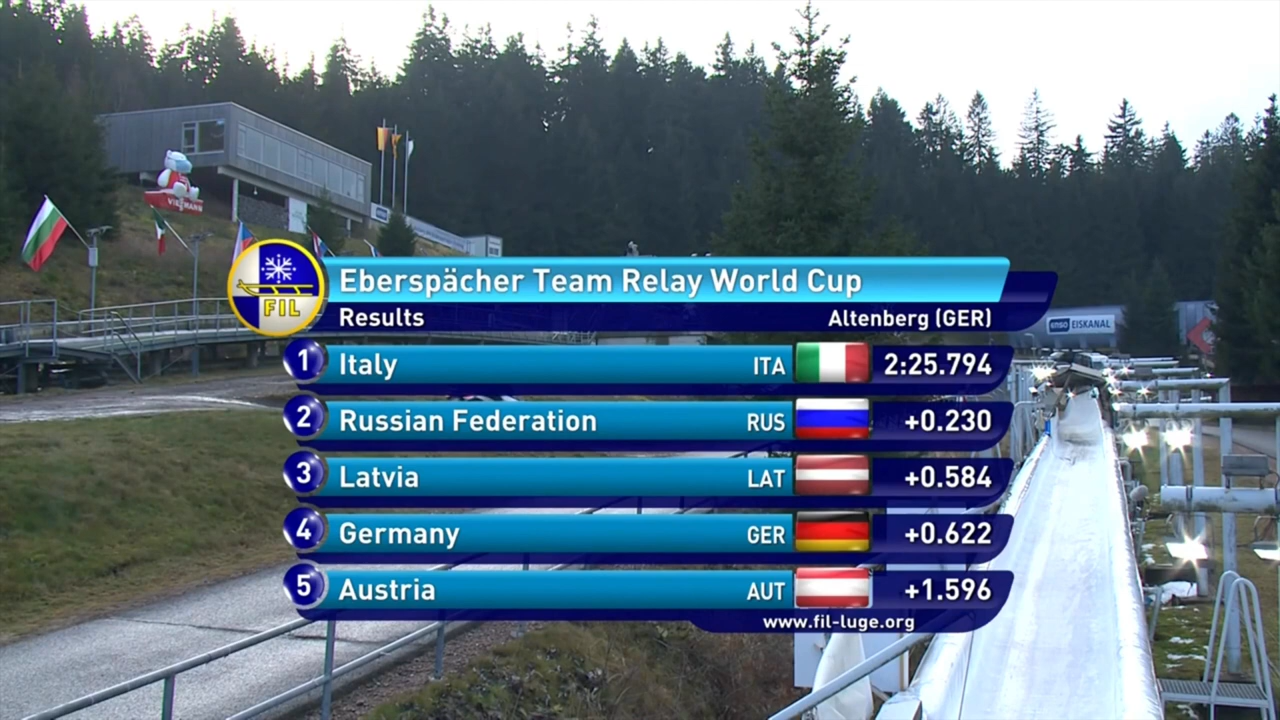 VIESMANN
ENSO EISKANAL
FIL
Eberspächer Team Relay World Cup
Results Altenberg (GER)
1 Italy ITA 2:25.794
2 Russian Federation RUS +0.230
3 Latvia LAT +0.584
4 Germany GER +0.622
5 Austria AUT +1.596
www.fil-luge.org